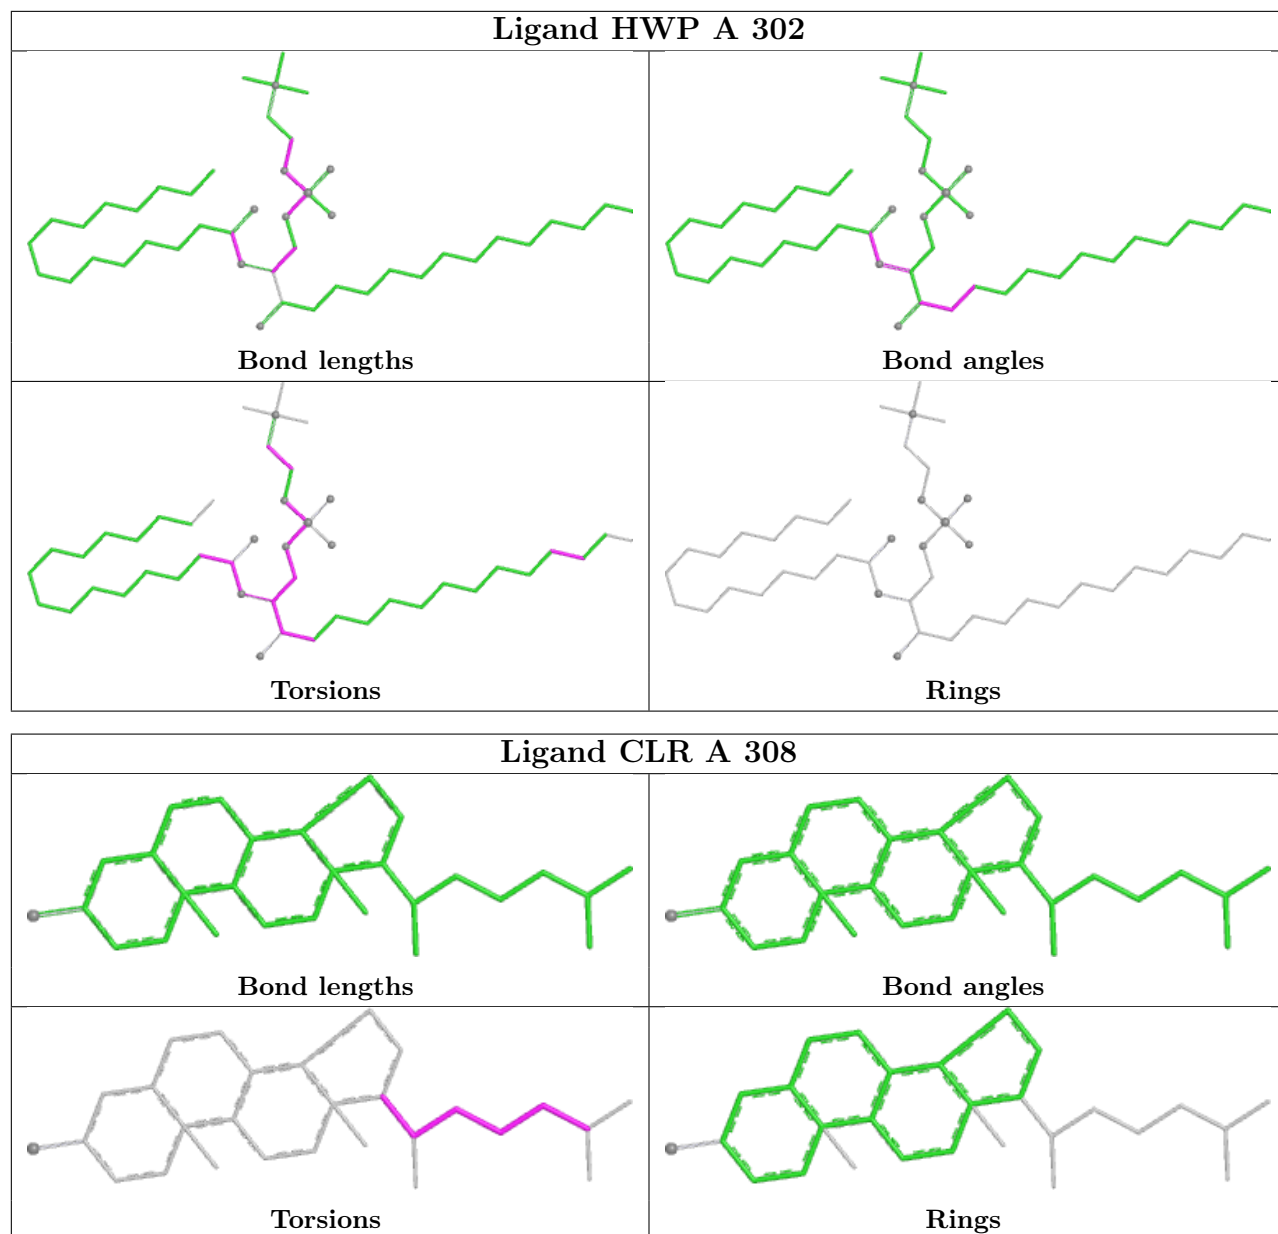 Ligand HWP A 302
Bond lengths
Bond angles
Torsions
Rings
Ligand CLR A 308
Bond lengths
Bond angles
Torsions
Rings